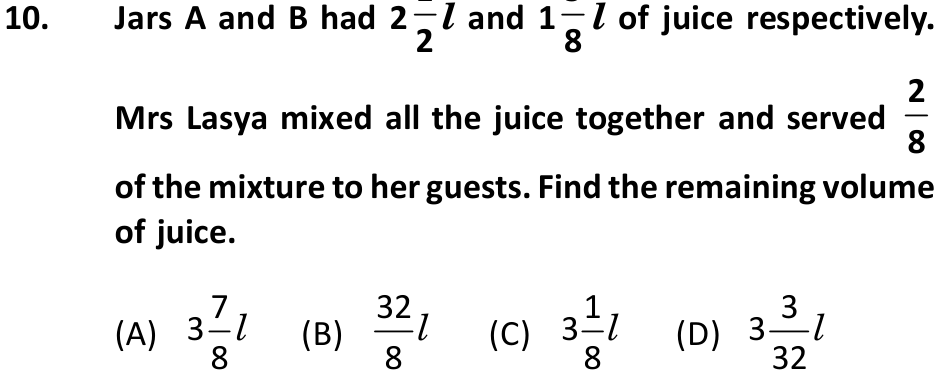 10. Jars A and B had 2 /2 l and 1 /8 l of juice respectively.
Mrs Lasya mixed all the juice together and served 2/8
of the mixture to her guests. Find the remaining volume
of juice.
(A) 3 7/8 l (B) 32/8 l (C) 3 1/8 l (D) 3 3/32 l